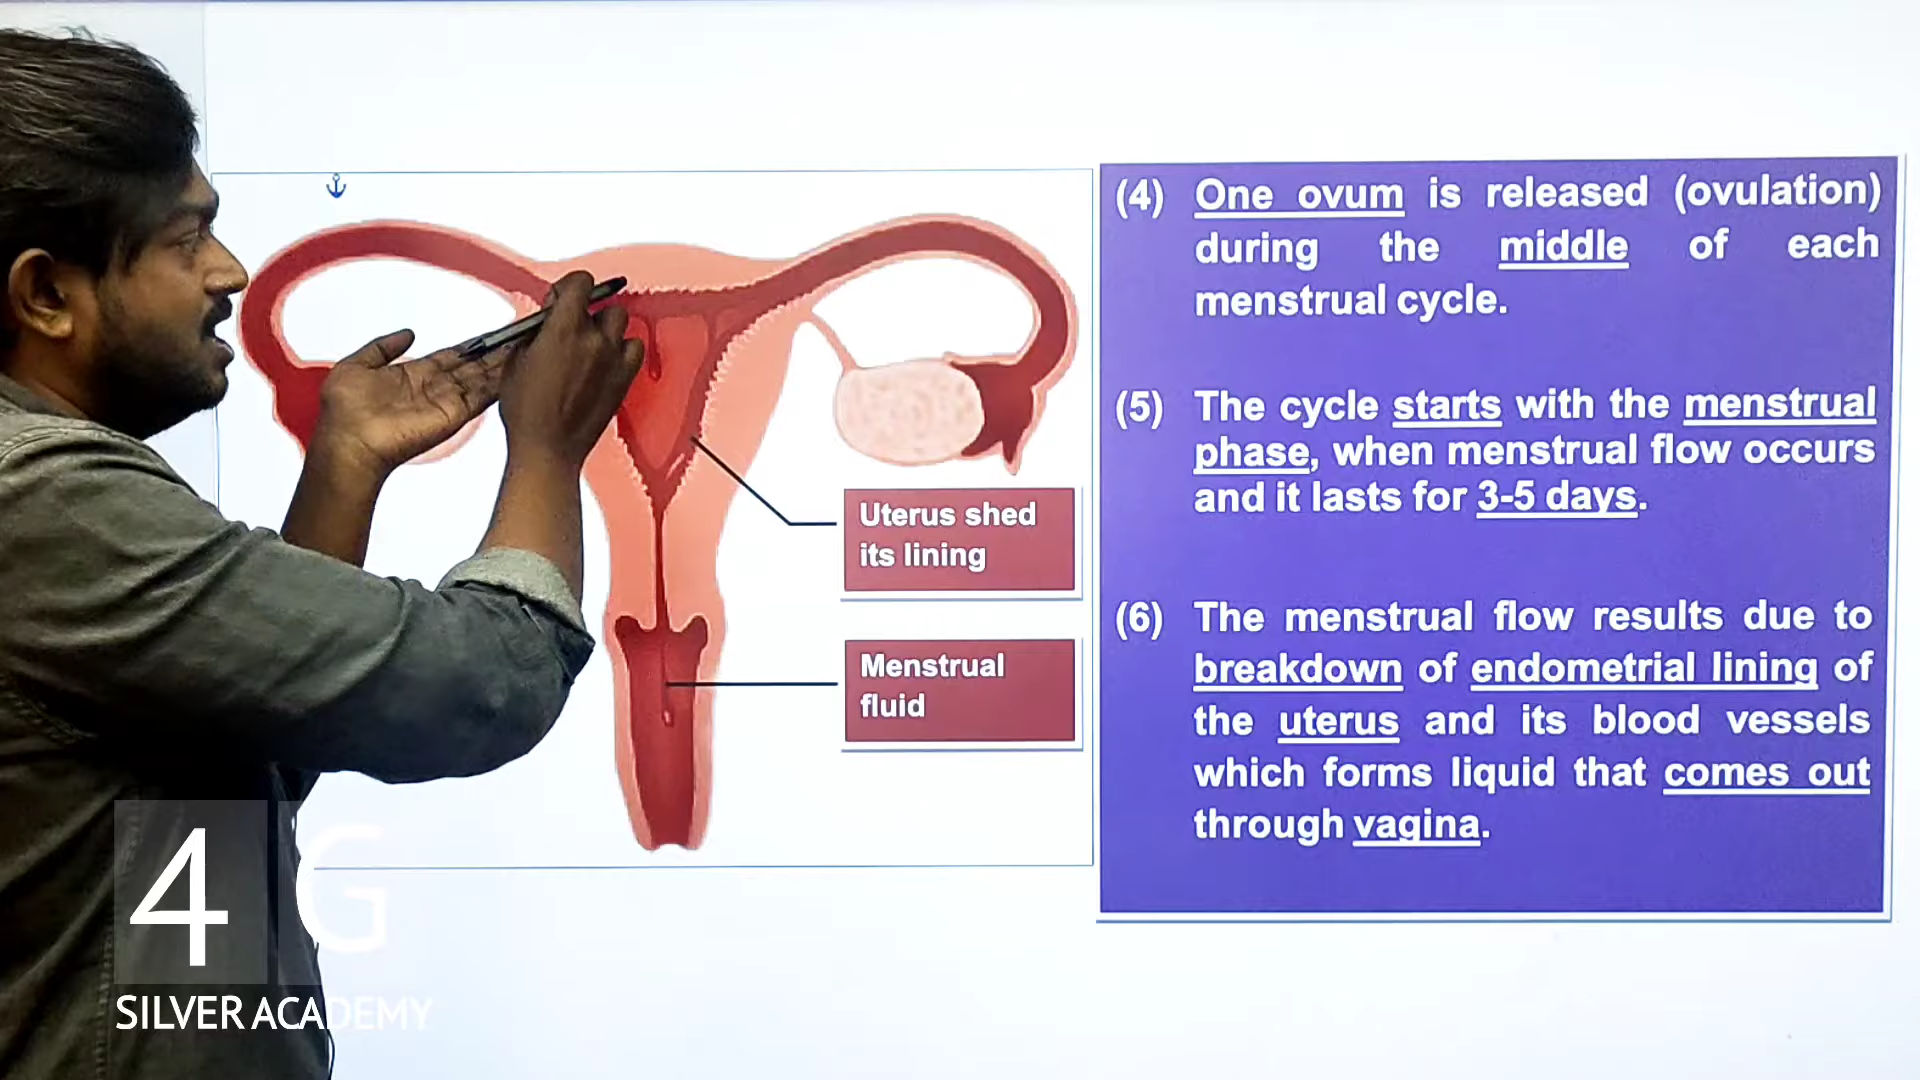 (4) One ovum is released (ovulation)
during the middle of each
menstrual cycle.
(5) The cycle starts with the menstrual
phase, when menstrual flow occurs
and it lasts for 3-5 days.
(6) The menstrual flow results due to
breakdown of endometrial lining of
the uterus and its blood vessels
which forms liquid that comes out
through vagina.
Uterus shed
its lining
Menstrual
fluid
4 G
SILVER ACADEMY